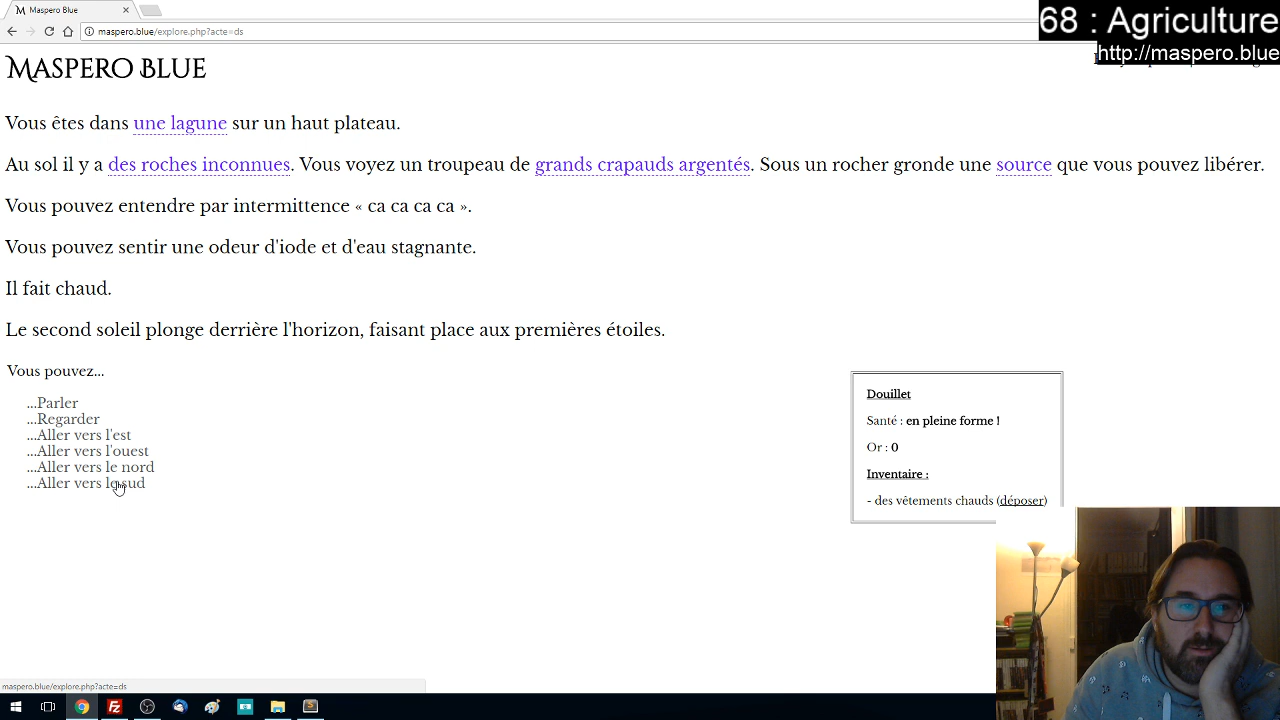 Maspero Blue
maspero.blue/explore.php?acte=ds
68 : Agriculture
http://maspero.blue
Maspero Blue
Vous êtes dans une lagune sur un haut plateau.
Au sol il y a des roches inconnues. Vous voyez un troupeau de grands crapauds argentés. Sous un rocher gronde une source que vous pouvez libérer.
Vous pouvez entendre par intermittence « ca ca ca ca ».
Vous pouvez sentir une odeur d'iode et d'eau stagnante.
Il fait chaud.
Le second soleil plonge derrière l'horizon, faisant place aux premières étoiles.
Vous pouvez...
...Parler
...Regarder
...Aller vers l'est
...Aller vers l'ouest
...Aller vers le nord
...Aller vers le sud
Douillet
Santé : en pleine forme !
Or : 0
Inventaire :
- des vêtements chauds (déposer)
maspero.blue/explore.php?acte=ds